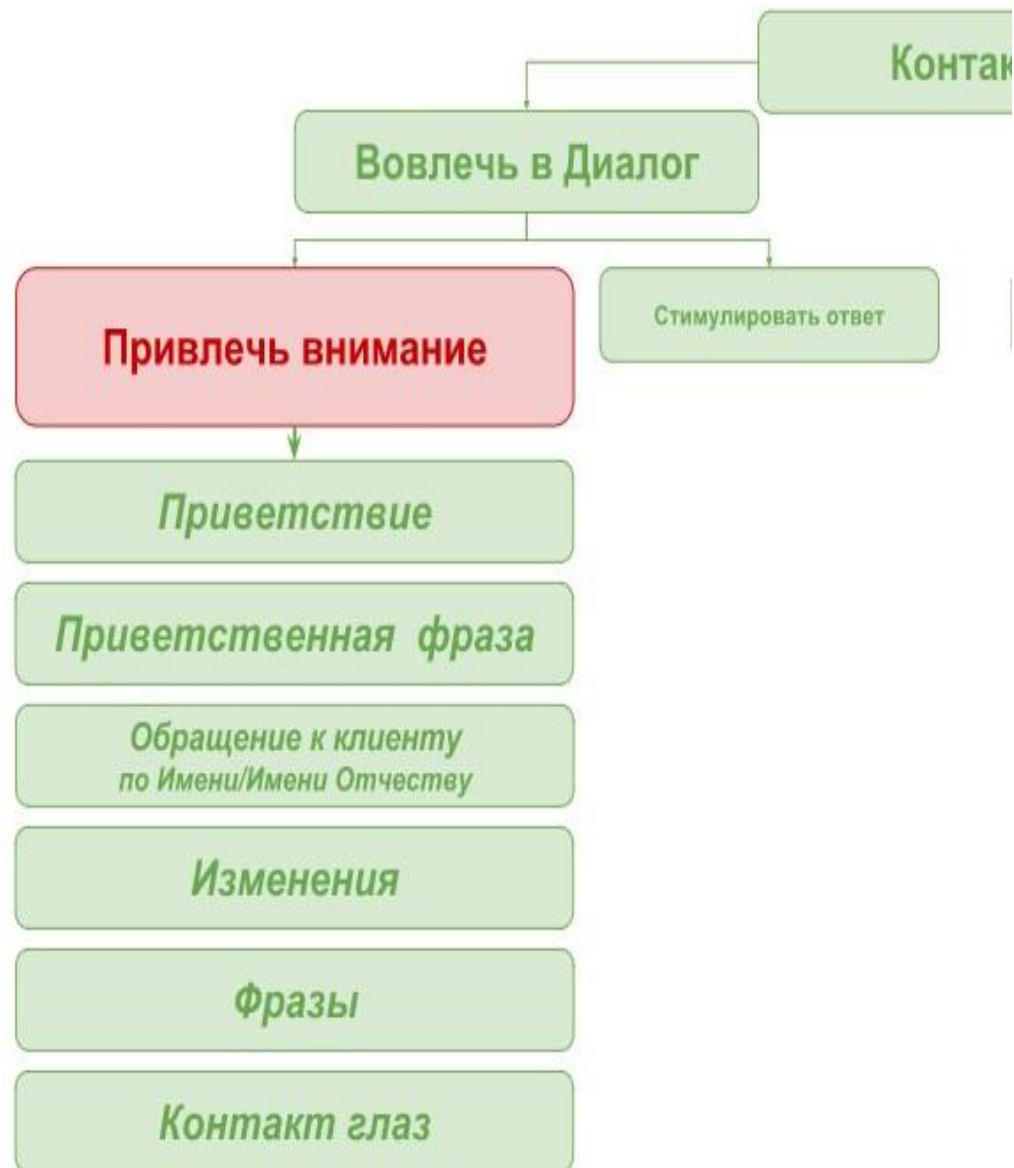 Вовлечь в Диалог
Привлечь внимание
Стимулировать ответ
Приветствие
Приветственная фраза
Обращение к клиенту
по Имени/Имени Отчеству
Изменения
Фразы
Контакт глаз